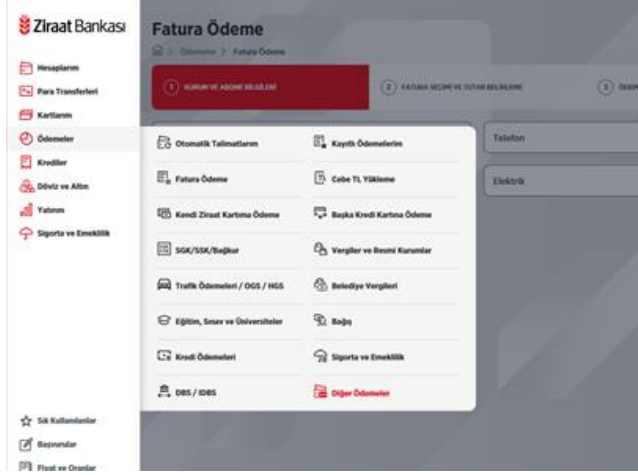 Ziraat Bankası
Fatura Ödeme
Ödemeler > Fatura Ödeme
Hesaplarım
Para Transferleri
Kartlarım
Ödemeler
Krediler
Döviz ve Altın
Yatırım
Sigorta ve Emeklilik
1 KURUM VE ABONE BİLGİLERİ
2 FATURA SEÇİMİ VE TUTAR BELİRLEME
3
Telefon
Elektrik
Otomatik Talimatlarım
Kayıtlı Ödemelerim
Fatura Ödeme
Cebe TL Yükleme
Kendi Ziraat Kartıma Ödeme
Başka Kredi Kartına Ödeme
SGK/SSK/Bağkur
Vergiler ve Resmi Kurumlar
Trafik Ödemeleri / OGS / HGS
Belediye Vergileri
Eğitim, Sınav ve Üniversiteler
Bağış
Kredi Ödemeleri
Sigorta ve Emeklilik
DBS / IDBS
Diğer Ödemeler
Sık Kullanılanlar
Başvurular
Fiyat ve Oranlar